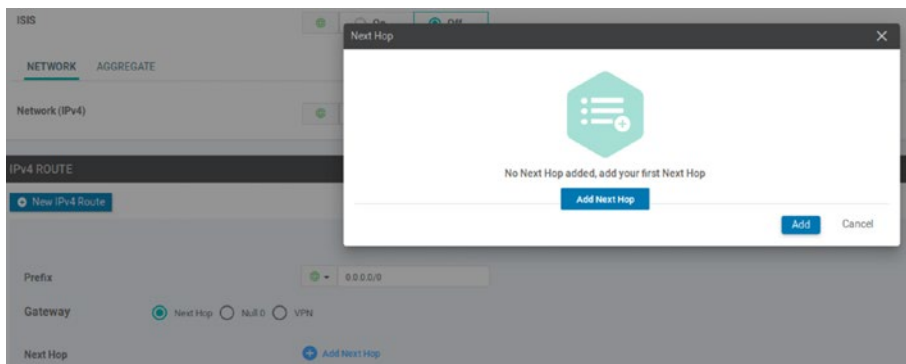 ISIS
On
Off
Next Hop
NETWORK AGGREGATE
Network (IPv4)
No Next Hop added, add your first Next Hop
Add Next Hop
Add Cancel
IPv4 ROUTE
New IPv4 Route
Prefix 0.0.0.0/0
Gateway Next Hop Null 0 VPN
Next Hop Add Next Hop